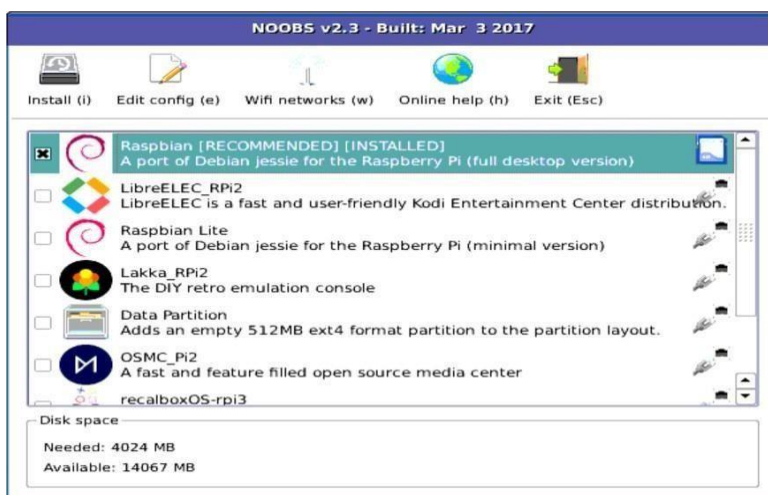 NOOBS v2.3 - Built: Mar 3 2017
Install (i) Edit config (e) Wifi networks (w) Online help (h) Exit (Esc)
Raspbian [RECOMMENDED] [INSTALLED]
A port of Debian jessie for the Raspberry Pi (full desktop version)
LibreELEC_RPi2
LibreELEC is a fast and user-friendly Kodi Entertainment Center distribution.
Raspbian Lite
A port of Debian jessie for the Raspberry Pi (minimal version)
Lakka_RPi2
The DIY retro emulation console
Data Partition
Adds an empty 512MB ext4 format partition to the partition layout.
OSMC_Pi2
A fast and feature filled open source media center
recalboxOS-rpi3
Disk space
Needed: 4024 MB
Available: 14067 MB